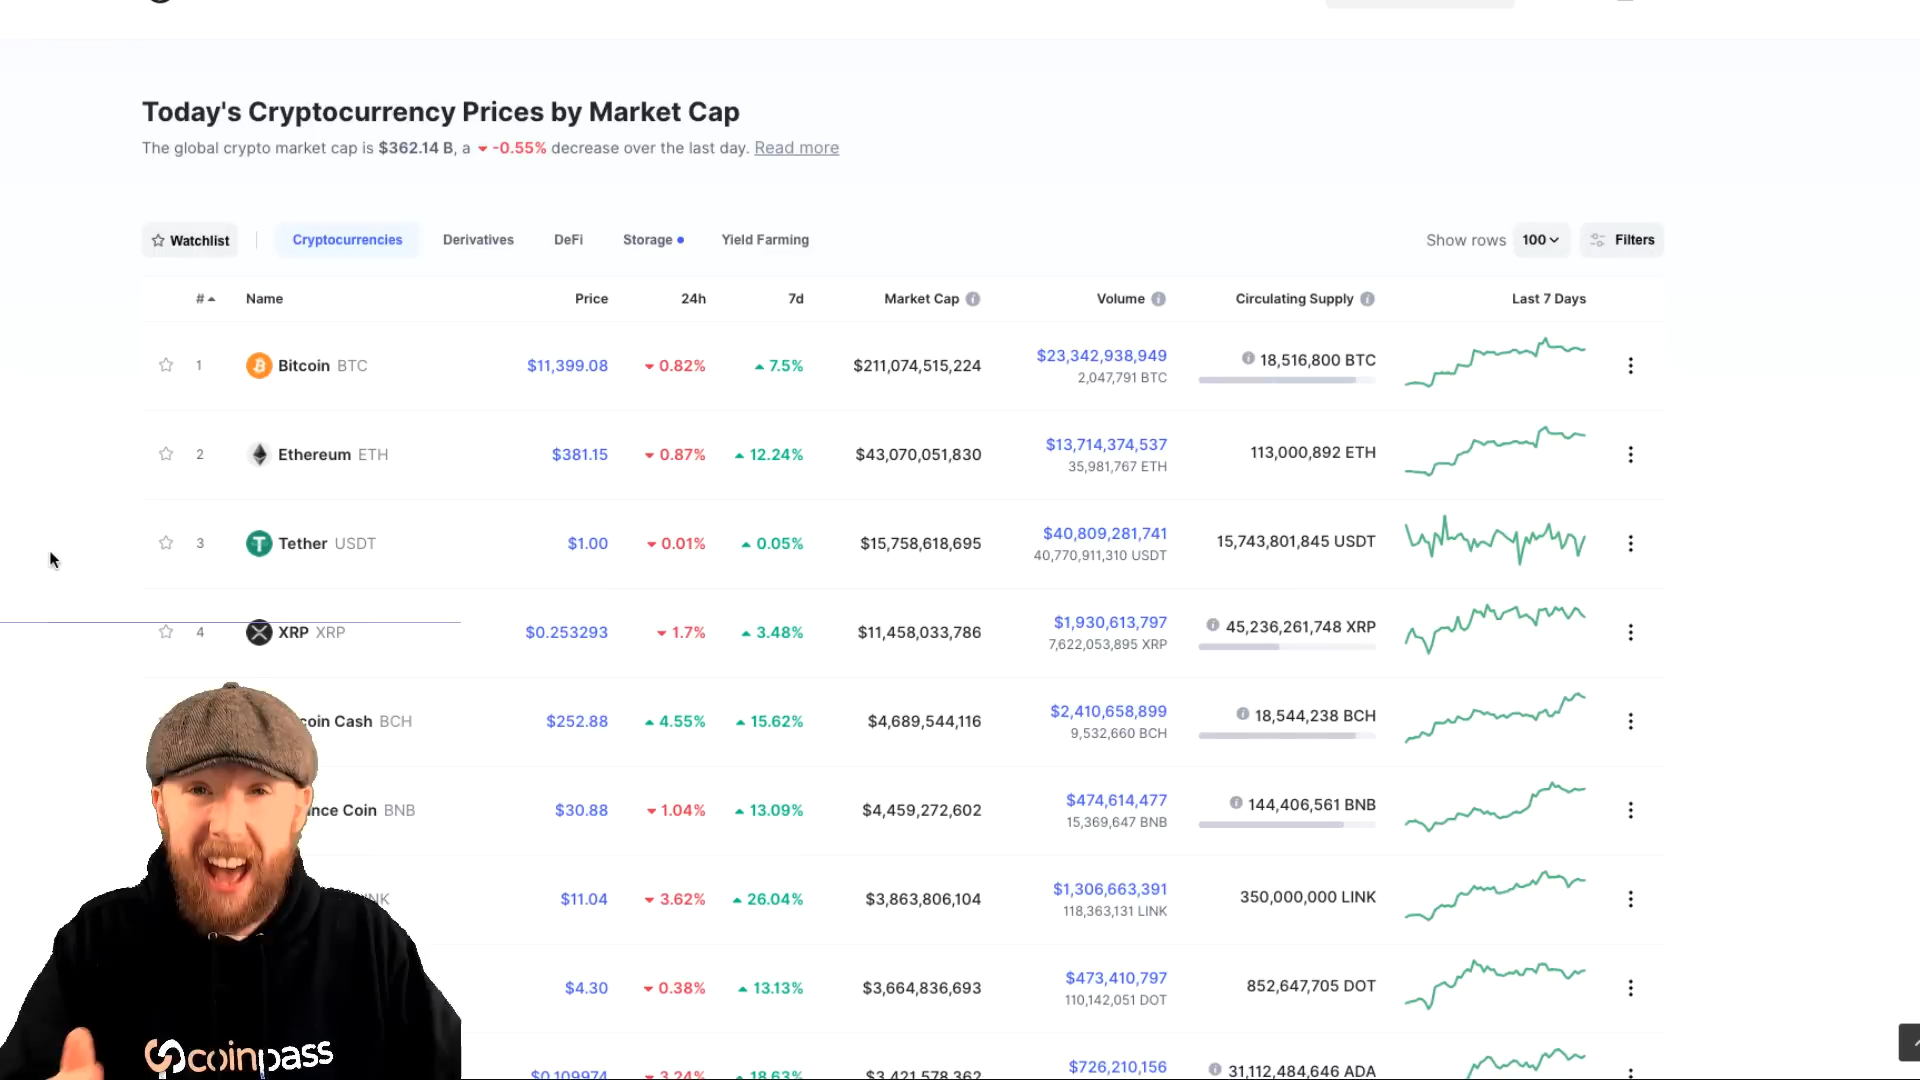 Today's Cryptocurrency Prices by Market Cap
The global crypto market cap is $362.14 B, a -0.55% decrease over the last day. Read more
Watchlist Cryptocurrencies Derivatives DeFi Storage Yield Farming Show rows 100 Filters
# Name Price 24h 7d Market Cap Volume Circulating Supply Last 7 Days
1 Bitcoin BTC $11,399.08 0.82% 7.5% $211,074,515,224 $23,342,938,949 18,516,800 BTC
2,047,791 BTC
2 Ethereum ETH $381.15 0.87% 12.24% $43,070,051,830 $13,714,374,537 113,000,892 ETH
35,981,767 ETH
3 Tether USDT $1.00 0.01% 0.05% $15,758,618,695 $40,809,281,741 15,743,801,845 USDT
40,770,911,310 USDT
4 XRP XRP $0.253293 1.7% 3.48% $11,458,033,786 $1,930,613,797 45,236,261,748 XRP
7,622,053,895 XRP
coin Cash BCH $252.88 4.55% 15.62% $4,689,544,116 $2,410,658,899 18,544,238 BCH
9,532,660 BCH
nce Coin BNB $30.88 1.04% 13.09% $4,459,272,602 $474,614,477 144,406,561 BNB
15,369,647 BNB
NK $11.04 3.62% 26.04% $3,863,806,104 $1,306,663,391 350,000,000 LINK
118,363,131 LINK
$4.30 0.38% 13.13% $3,664,836,693 $473,410,797 852,647,705 DOT
110,142,051 DOT
$0.109974 3.24% 18.63% $3,421,578,362 $726,210,156 31,112,484,646 ADA
coinpass